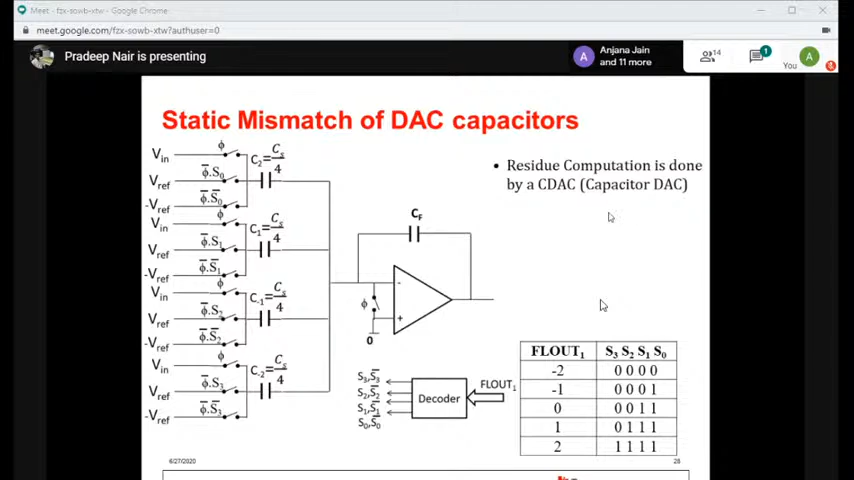 Meet - fzx-sowb-xtw - Google Chrome
meet.google.com/fzx-sowb-xtw?authuser=0
Pradeep Nair is presenting
A
Anjana Jain
and 11 more
14
1
You
A
Static Mismatch of DAC capacitors
Vin ϕ
C2=Cs/4
Vref ϕ̅.S0
-Vref ϕ̅.S̅0
Vin ϕ
C1=Cs/4
Vref ϕ̅.S1
-Vref ϕ̅.S̅1
Vin ϕ
C-1=Cs/4
Vref ϕ̅.S2
-Vref ϕ̅.S̅2
Vin ϕ
C-2=Cs/4
Vref ϕ̅.S3
-Vref ϕ̅.S̅3
CF
ϕ
-
+
0
• Residue Computation is done
by a CDAC (Capacitor DAC)
S3,S̅3
S2,S̅2
S1,S̅1
S0,S̅0
Decoder
FLOUT1
FLOUT1 S3 S2 S1 S0
-2 0 0 0 0
-1 0 0 0 1
0 0 0 1 1
1 0 1 1 1
2 1 1 1 1
6/27/2020
28